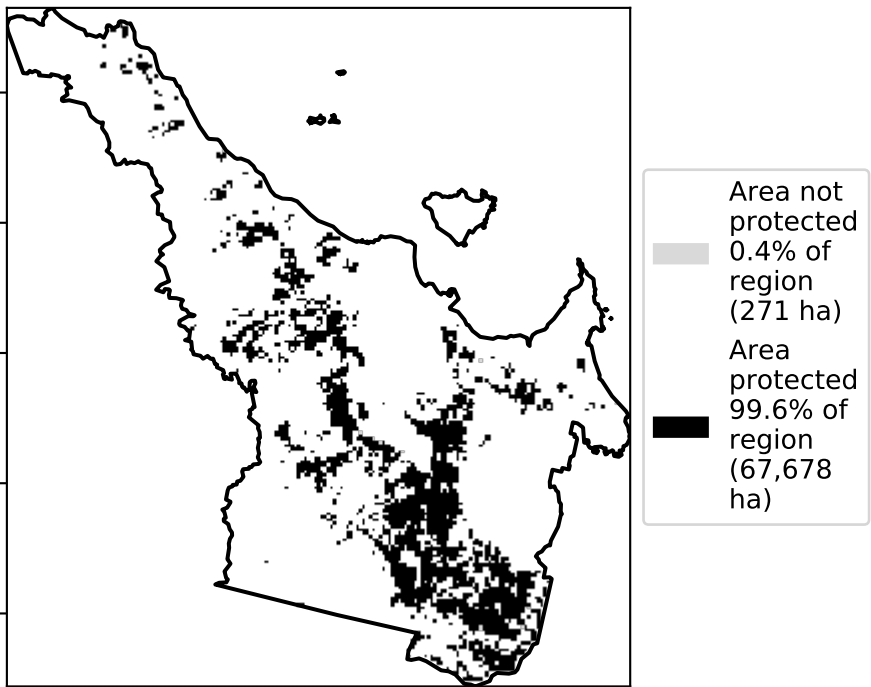 Area not
protected
0.4% of
region
(271 ha)
Area
protected
99.6% of
region
(67,678
ha)